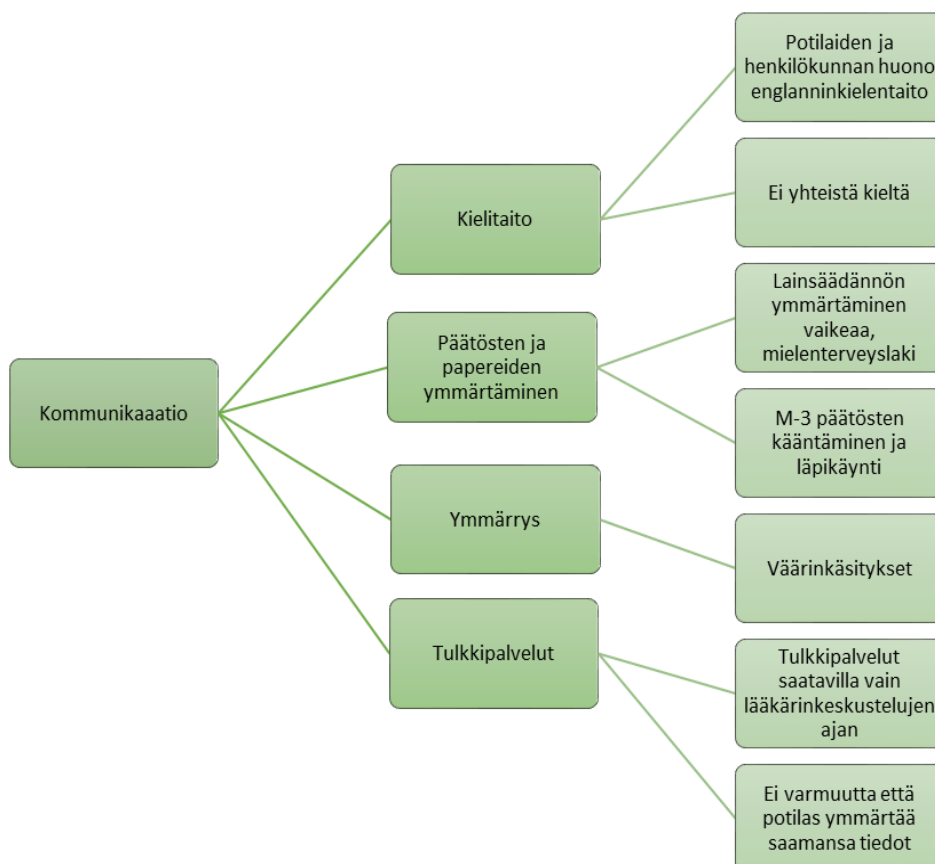 Kommunikaaatio
Kielitaito
Potilaiden ja
henkilökunnan huono
englanninkielentaito
Ei yhteistä kieltä
Päätösten ja
papereiden
ymmärtäminen
Lainsäädännön
ymmärtäminen
vaikeaa,
mielenterveyslaki
M-3 päätösten
kääntäminen ja
läpikäynti
Ymmärrys
Väärinkäsitykset
Tulkkipalvelut
Tulkkipalvelut
saatavilla vain
lääkärinkeskustelujen
ajan
Ei varmuutta että
potilas ymmärtää
saamansa tiedot